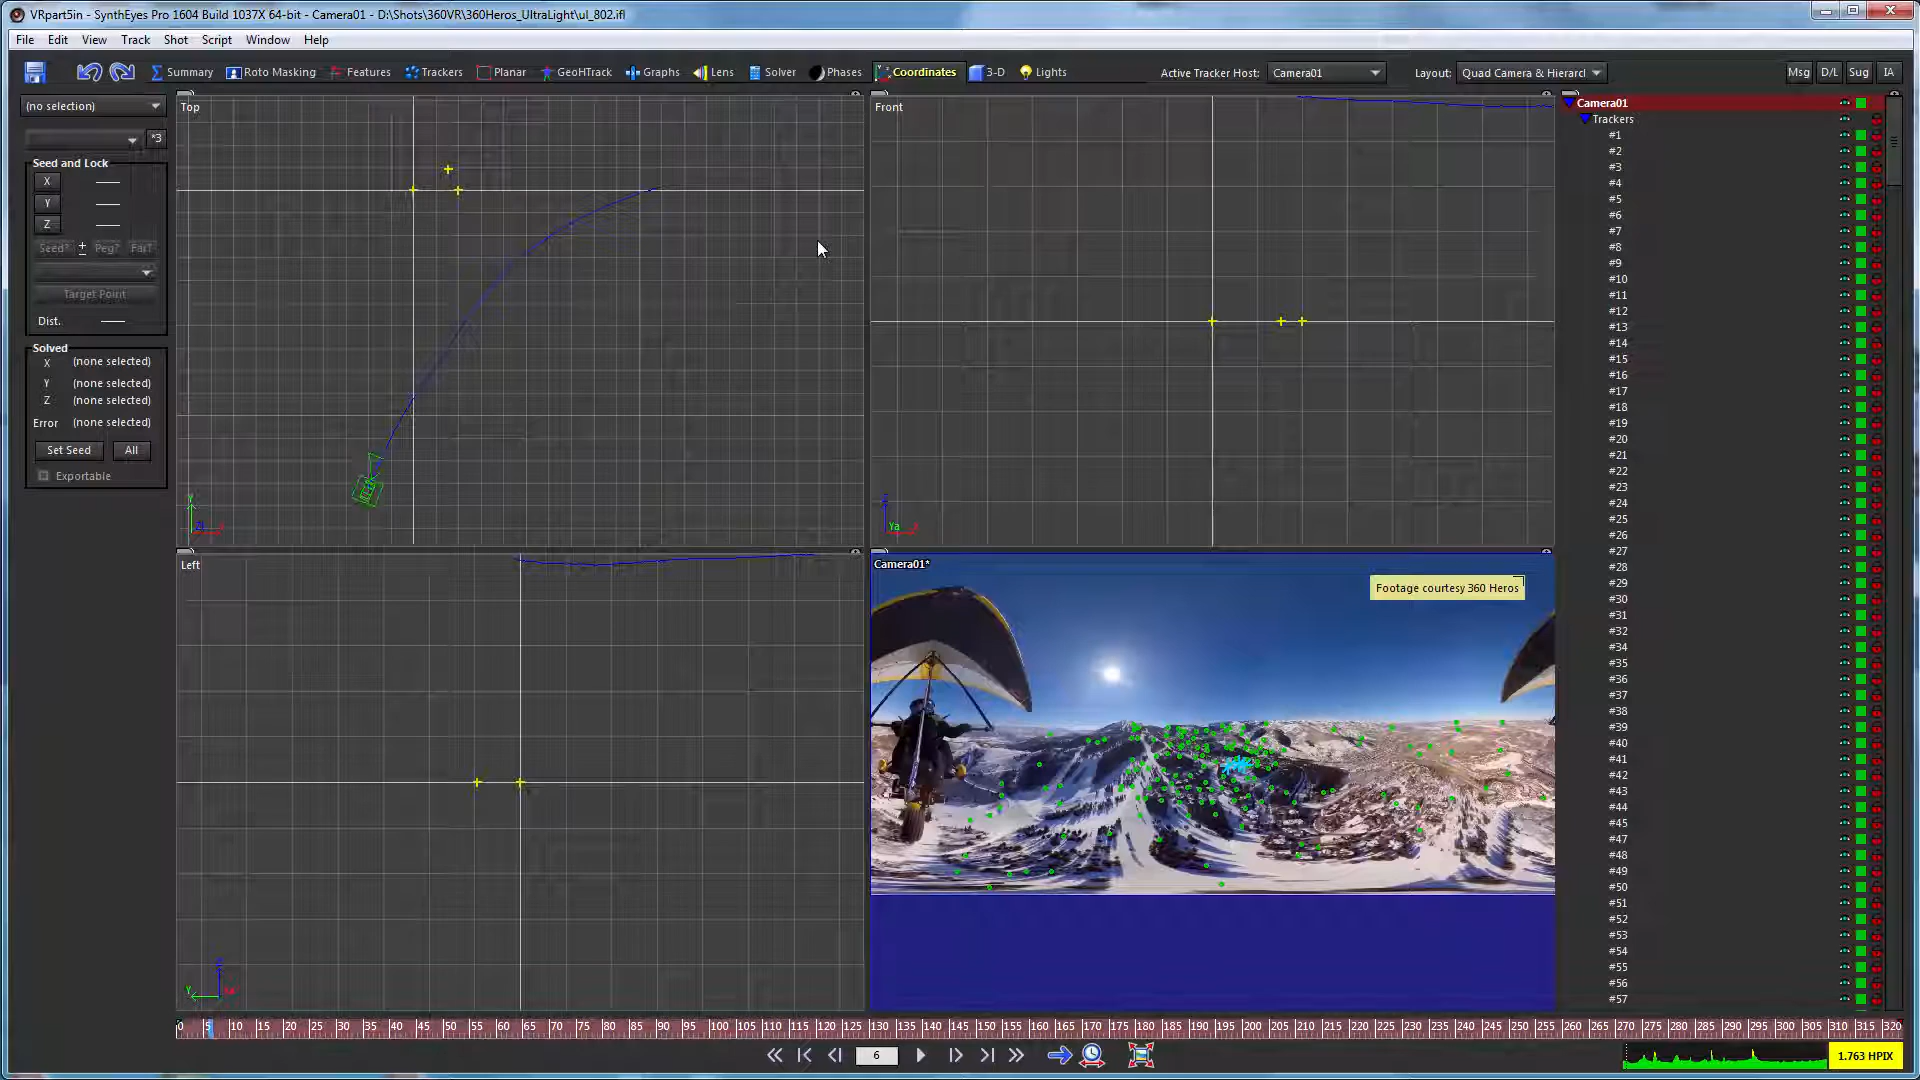 VRpart5in - SynthEyes Pro 1604 Build 1037X 64-bit - Camera01 - D:\Shots\360VR\360Heros_UltraLight\ul_802.ifl
File Edit View Track Shot Script Window Help
Summary Roto Masking Features Trackers Planar GeoHTrack Graphs Lens Solver Phases Coordinates 3-D Lights Active Tracker Host: Camera01 Layout: Quad Camera & Hierarcl Msg D/L Sug IA
(no selection)
*3
Seed and Lock
X
Y
Z
Seed? Peg? Far?
Target Point
Dist.
Solved
X (none selected)
Y (none selected)
Z (none selected)
Error (none selected)
Set Seed All
Exportable
Top
Front
Ya
Left
Y
Camera01*
Footage courtesy 360 Heros
Camera01
Trackers
#1
#2
#3
#4
#5
#6
#7
#8
#9
#10
#11
#12
#13
#14
#15
#16
#17
#18
#19
#20
#21
#22
#23
#24
#25
#26
#27
#28
#29
#30
#31
#32
#34
#35
#36
#37
#38
#39
#40
#41
#42
#43
#44
#45
#47
#48
#49
#50
#51
#52
#53
#54
#55
#56
#57
0 5 10 15 20 25 30 35 40 45 50 55 60 65 70 75 80 85 90 95 100 105 110 115 120 125 130 135 140 145 150 155 160 165 170 175 180 185 190 195 200 205 210 215 220 225 230 235 240 245 250 255 260 265 270 275 280 285 290 295 300 305 310 315 320
6
1.763 HPIX